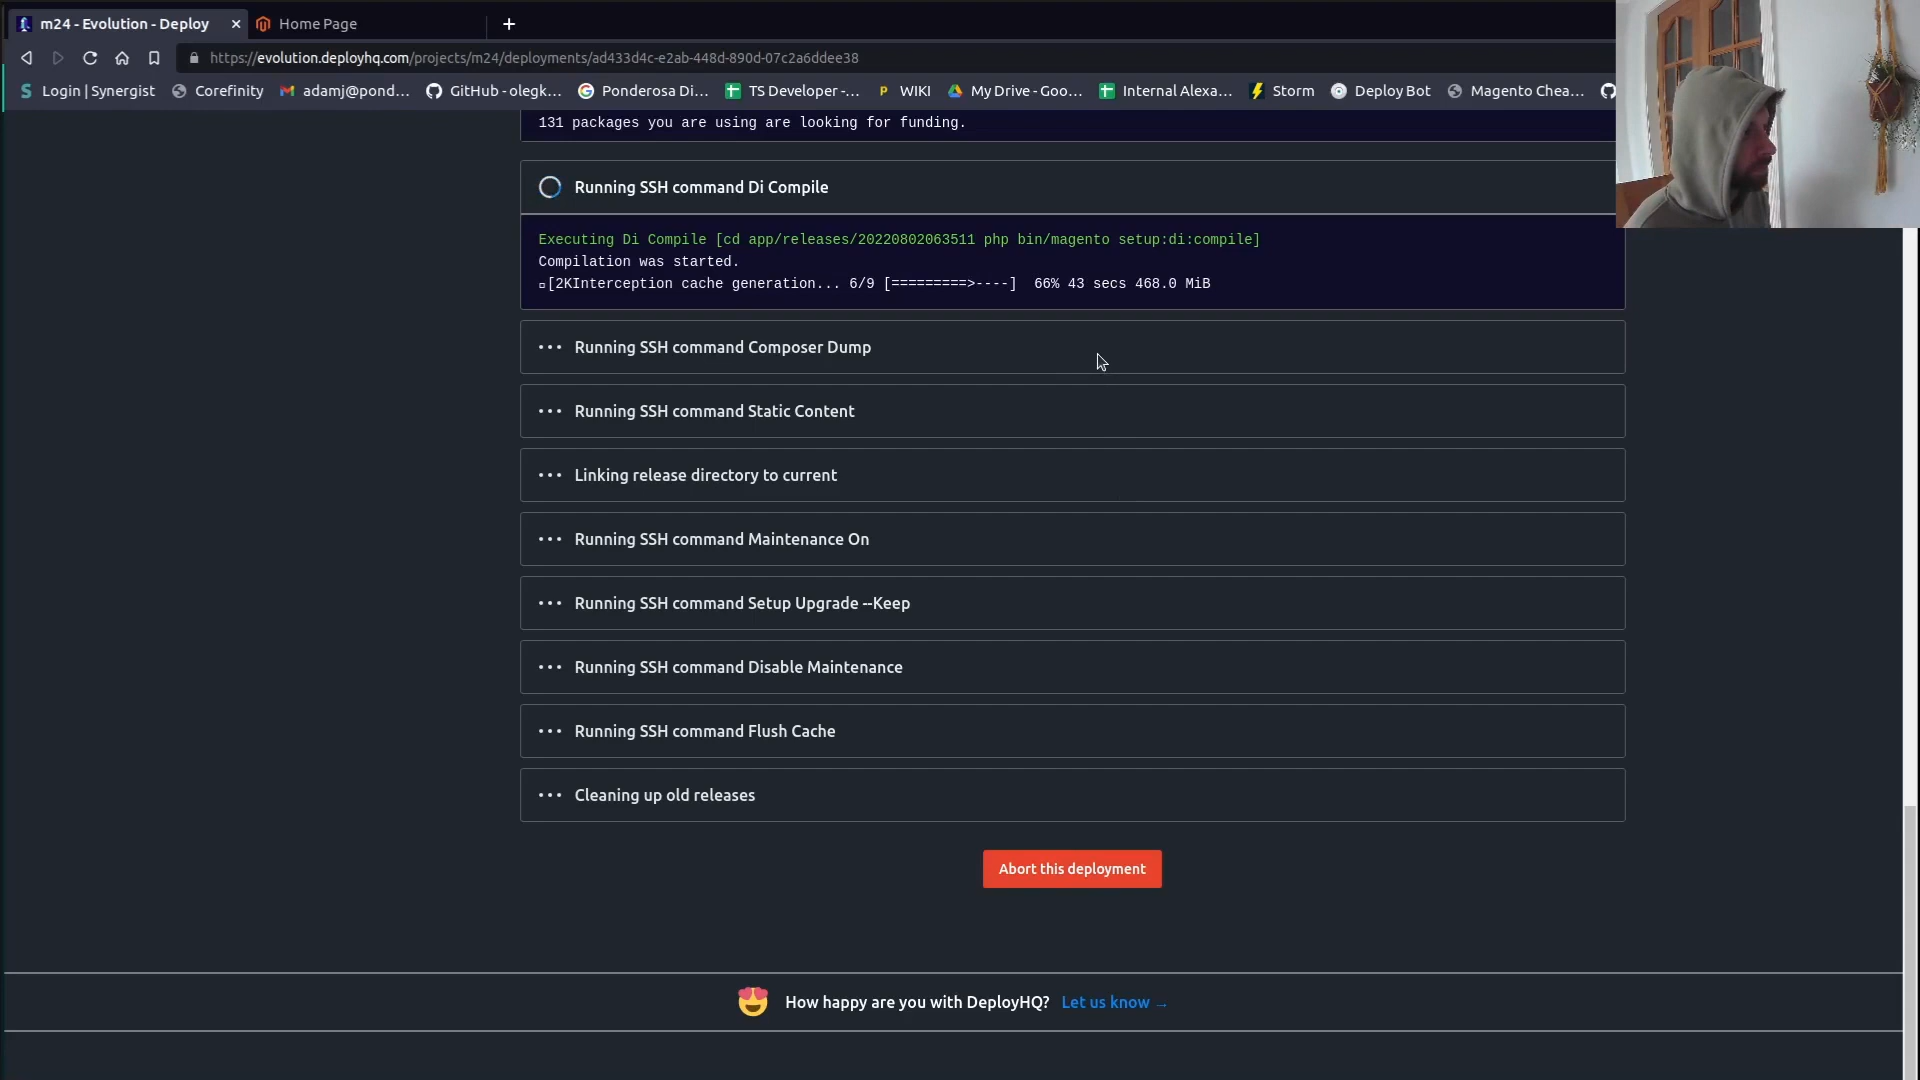 m24 - Evolution - Deploy
Home Page
https://evolution.deployhq.com/projects/m24/deployments/ad433d4c-e2ab-448d-890d-07c2a6ddee38
Login | Synergist
Corefinity
adamj@pond...
GitHub - olegk...
Ponderosa Di...
TS Developer -...
WIKI
My Drive - Goo...
Internal Alexa...
Storm
Deploy Bot
Magento Chea...
131 packages you are using are looking for funding.
Running SSH command Di Compile
Executing Di Compile [cd app/releases/20220802063511 php bin/magento setup:di:compile]
Compilation was started.
[2KInterception cache generation... 6/9 [=========>----] 66% 43 secs 468.0 MiB
Running SSH command Composer Dump
Running SSH command Static Content
Linking release directory to current
Running SSH command Maintenance On
Running SSH command Setup Upgrade --Keep
Running SSH command Disable Maintenance
Running SSH command Flush Cache
Cleaning up old releases
Abort this deployment
How happy are you with DeployHQ? Let us know →